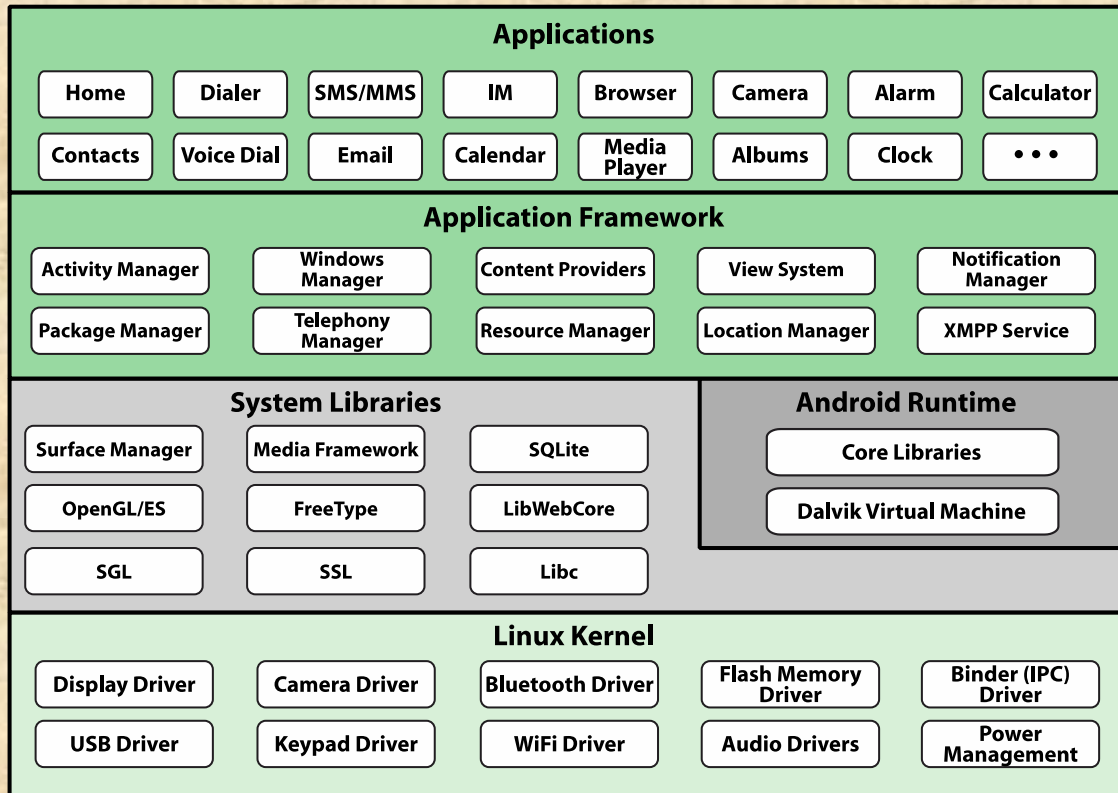 Applications
Home Dialer SMS/MMS IM Browser Camera Alarm Calculator
Contacts Voice Dial Email Calendar Media Player Albums Clock • • •
Application Framework
Activity Manager Windows Manager Content Providers View System Notification Manager
Package Manager Telephony Manager Resource Manager Location Manager XMPP Service
System Libraries
Surface Manager Media Framework SQLite
OpenGL/ES FreeType LibWebCore
SGL SSL Libc
Android Runtime
Core Libraries
Dalvik Virtual Machine
Linux Kernel
Display Driver Camera Driver Bluetooth Driver Flash Memory Driver Binder (IPC) Driver
USB Driver Keypad Driver WiFi Driver Audio Drivers Power Management